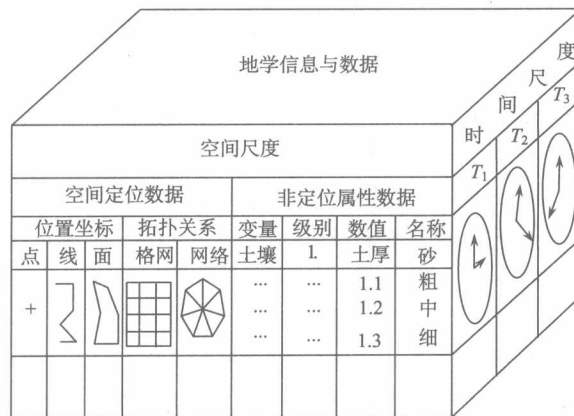 地学信息与数据
时间尺度
空间尺度
T1 T2 T3
空间定位数据 非定位属性数据
位置坐标 拓扑关系 变量 级别 数值 名称
点 线 面 格网 网络 土壤 1. 土厚 砂
+ ... ... 1.1 粗
... ... 1.2 中
... ... 1.3 细